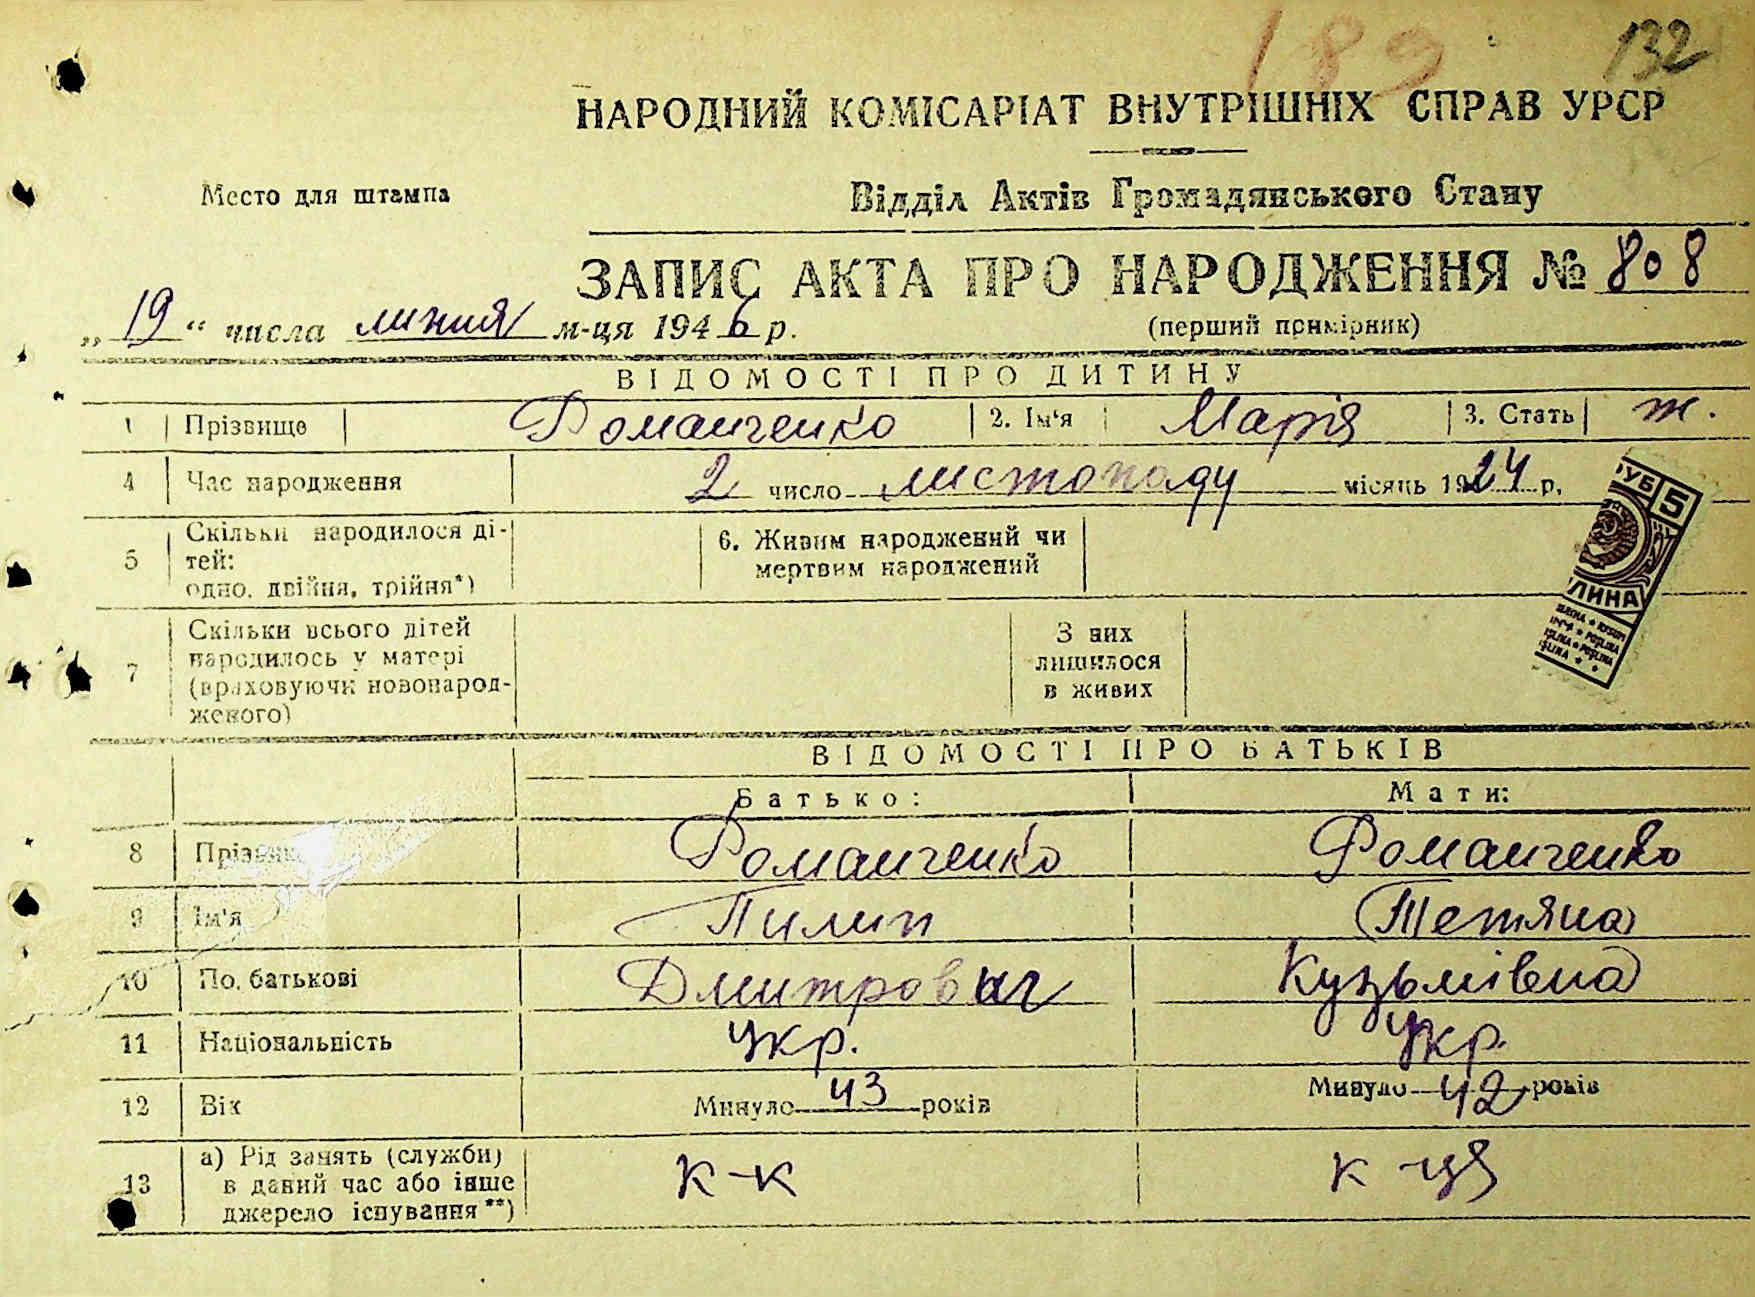 189 132
НАРОДНИЙ КОМІСАРІАТ ВНУТРІШНІХ СПРАВ УРСР
Место для штампа
Відділ Актів Громадянського Стану
ЗАПИС АКТА ПРО НАРОДЖЕННЯ № 808
„19“ числа липня м-ця 1946 р.
(перший примірник)
ВІДОМОСТІ ПРО ДИТИНУ
1 Прізвище Романченко 2. Ім'я Марія 3. Стать ж.
4 Час народження 2 число листопаду місяць 1924 р.
5 Скільки народилося ді-
тей:
одно, двійня, трійня*)
6. Живим народжений чи
мертвим народжений
РУБ 5
ЛИНА
7 Скільки всього дітей
народилось у матері
(враховуючи новонарод-
женого)
З них
лишилося
в живих
ВІДОМОСТІ ПРО БАТЬКІВ
Батько: Мати:
8 Романченко Романченко
9 Ім'я Пилип Тетяна
10 По. батькові Дмитрович Кузьмівна
11 Національність Укр. Укр.
12 Вік Минуло 43 років Минуло 42 років
13 а) Рід занять (служби)
в даний час або інше
джерело існування**)
к-к к-ця